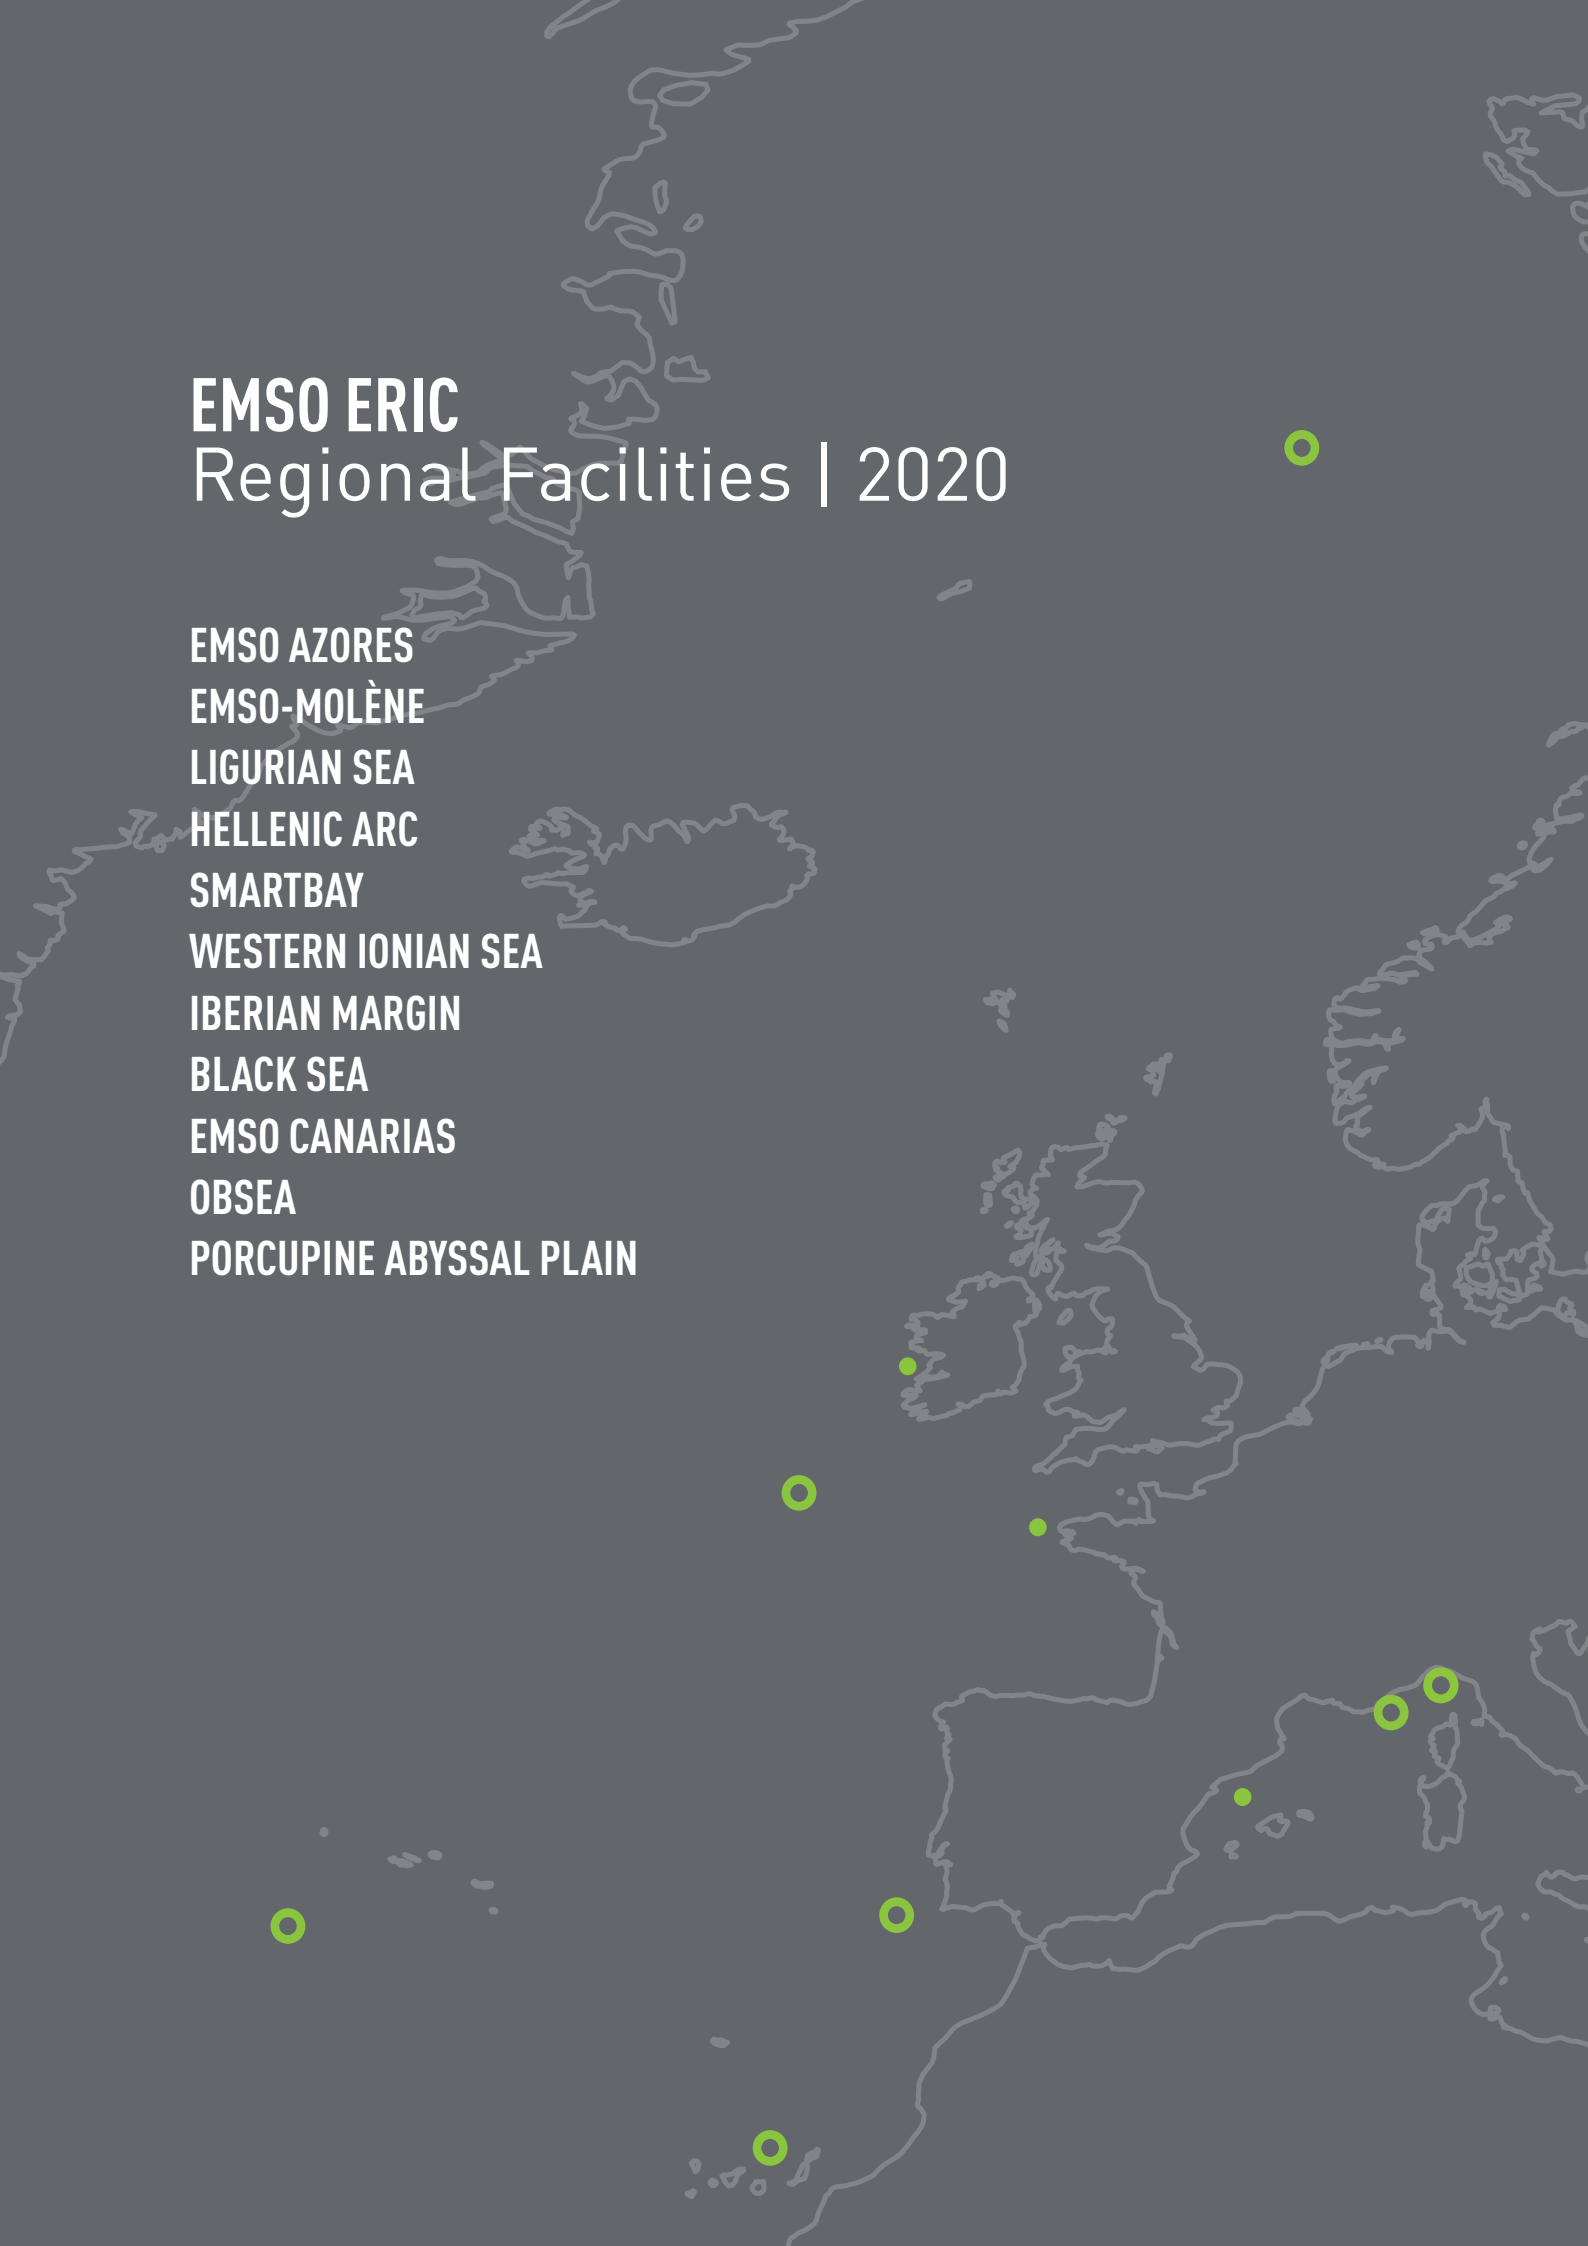 EMSO ERIC
Regional Facilities | 2020
EMSO AZORES
EMSO-MOLÈNE
LIGURIAN SEA
HELLENIC ARC
SMARTBAY
WESTERN IONIAN SEA
IBERIAN MARGIN
BLACK SEA
EMSO CANARIAS
OBSEA
PORCUPINE ABYSSAL PLAIN